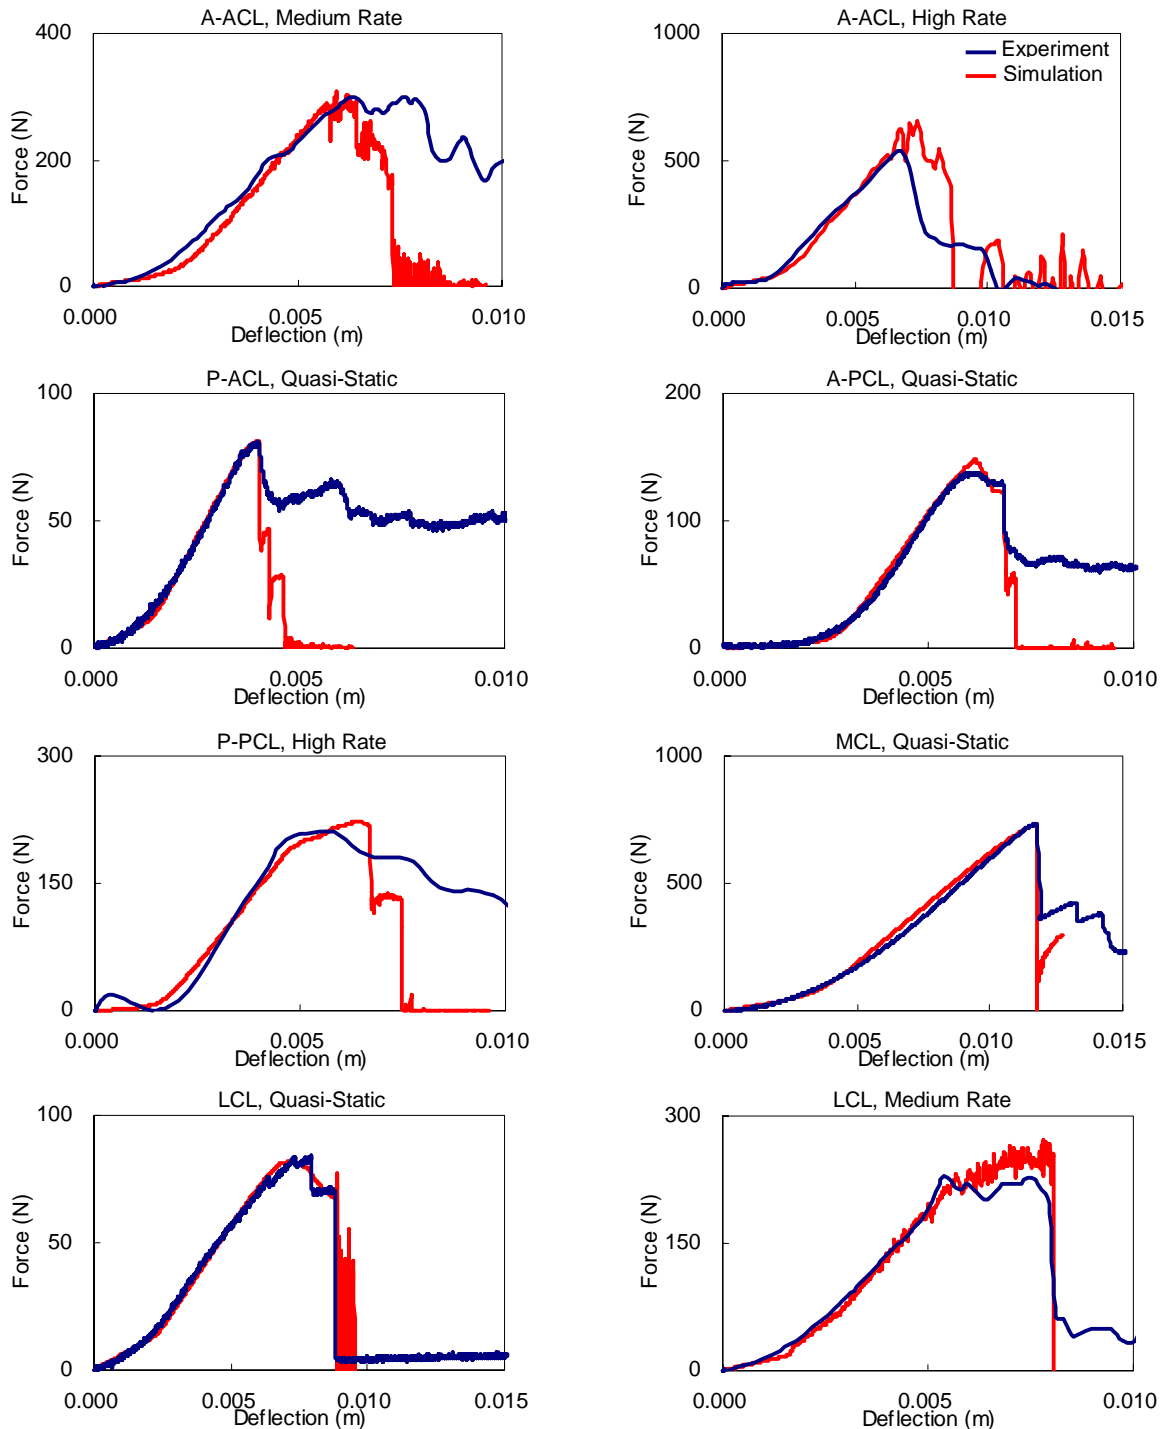 A-ACL, Medium Rate
400
200
0
Force (N)
0.000 0.005 0.010
Deflection (m)
A-ACL, High Rate
1000
500
0
Force (N)
Experiment
Simulation
0.000 0.005 0.010 0.015
Deflection (m)
P-ACL, Quasi-Static
100
50
0
Force (N)
0.000 0.005 0.010
Deflection (m)
A-PCL, Quasi-Static
200
100
0
Force (N)
0.000 0.005 0.010
Deflection (m)
P-PCL, High Rate
300
150
0
Force (N)
0.000 0.005 0.010
Deflection (m)
MCL, Quasi-Static
1000
500
0
Force (N)
0.000 0.005 0.010 0.015
Deflection (m)
LCL, Quasi-Static
100
50
0
Force (N)
0.000 0.005 0.010 0.015
Deflection (m)
LCL, Medium Rate
300
150
0
Force (N)
0.000 0.005 0.010
Deflection (m)